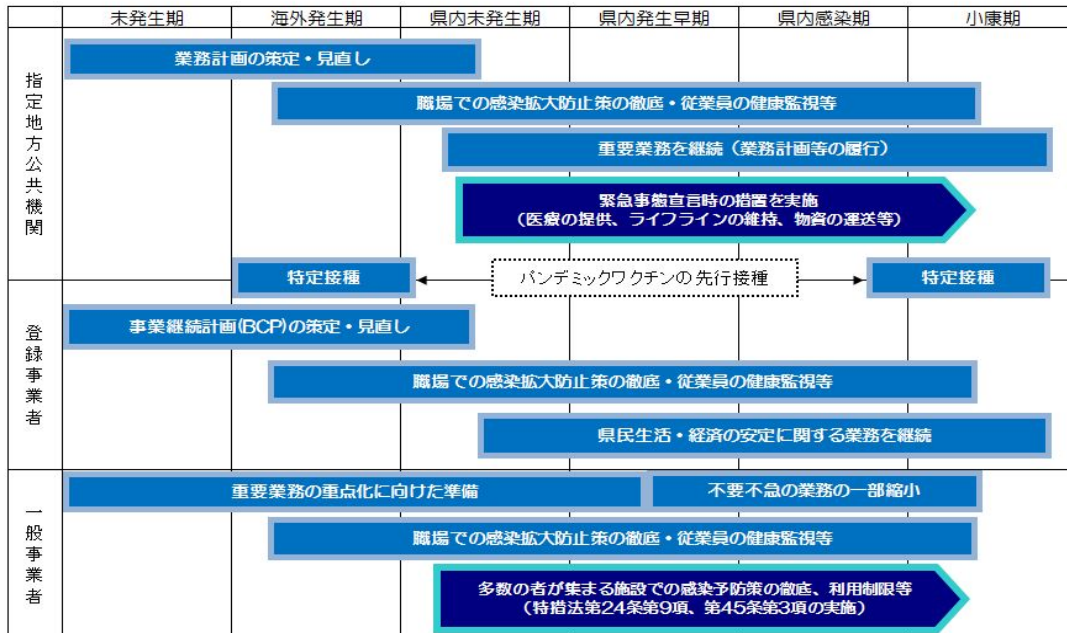 未発生期 海外発生期 県内未発生期 県内発生早期 県内感染期 小康期
指定地方公共機関
業務計画の策定・見直し
職場での感染拡大防止策の徹底・従業員の健康監視等
重要業務を継続（業務計画等の履行）
緊急事態宣言時の措置を実施
（医療の提供、ライフラインの維持、物資の運送等）
特定接種 パンデミックワクチンの先行接種 特定接種
登録事業者
事業継続計画(BCP)の策定・見直し
職場での感染拡大防止策の徹底・従業員の健康監視等
県民生活・経済の安定に関する業務を継続
一般事業者
重要業務の重点化に向けた準備 不要不急の業務の一部縮小
職場での感染拡大防止策の徹底・従業員の健康監視等
多数の者が集まる施設での感染予防策の徹底、利用制限等
（特措法第24条第9項、第45条第3項の実施）